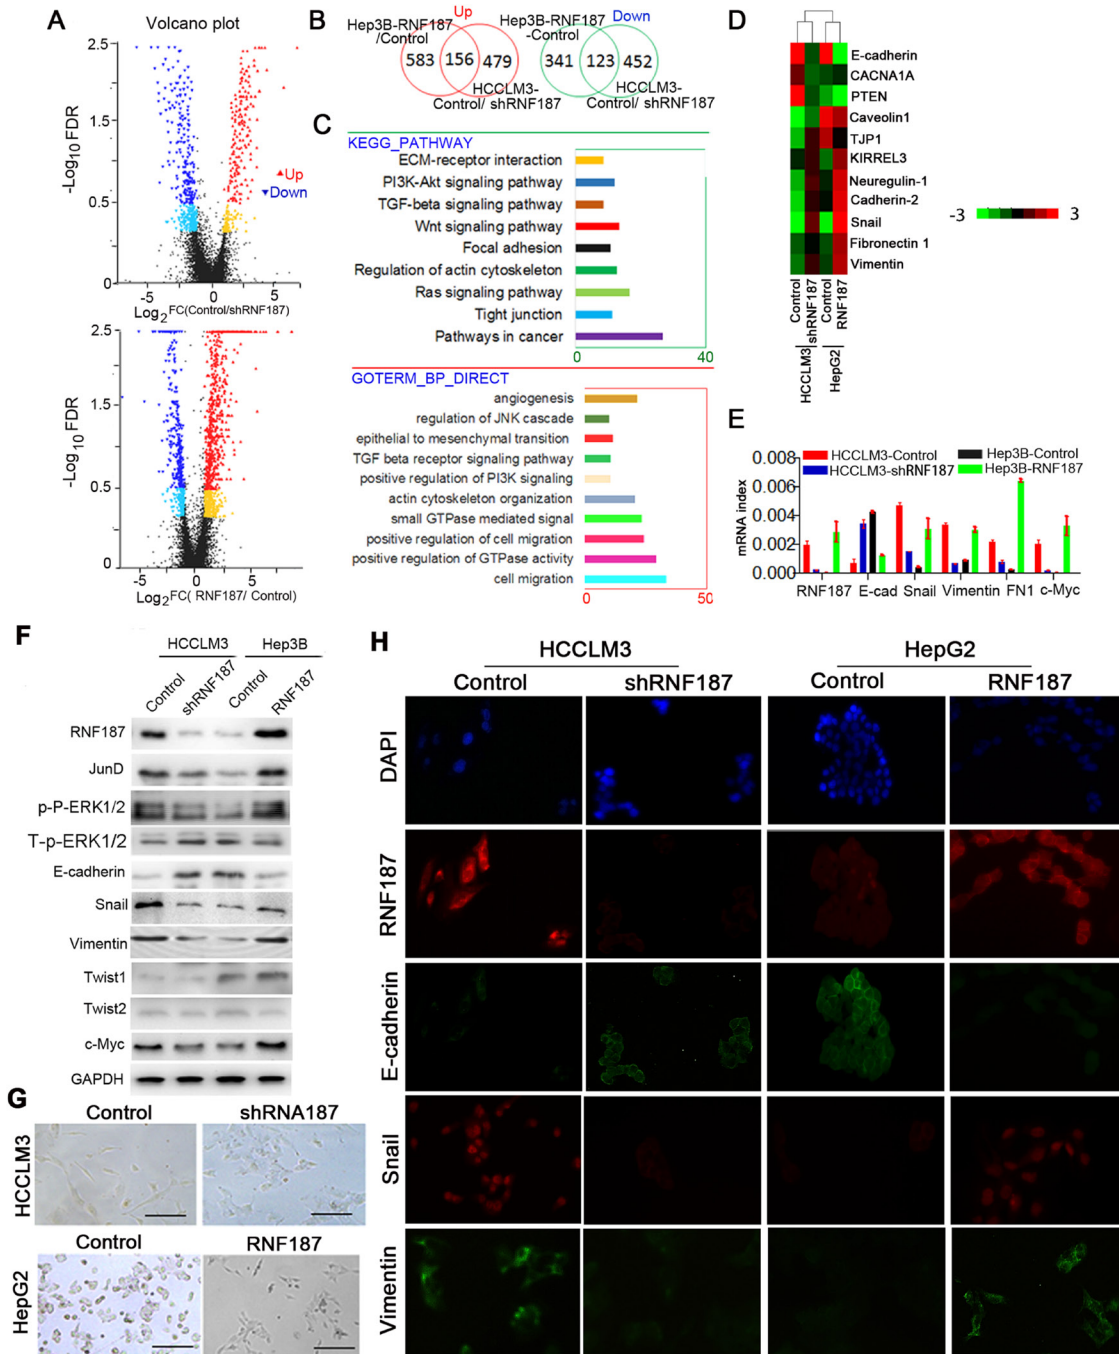 A
Volcano plot
2.5
2
1.5
1
0.5
0
-Log10 FDR
Up
Down
-5
0
5
Log2 FC(Control/shRNF187)
2.5
2
1.5
1
0.5
0
-Log10 FDR
-5
0
5
10
Log2 FC( RNF187/ Control)
B
Up
Hep3B-RNF187
/Control
583
156
479
HCCLM3-
Control/ shRNF187
Down
Hep3B-RNF187
-Control
341
123
452
HCCLM3-
Control/ shRNF187
C
KEGG_PATHWAY
ECM-receptor interaction
PI3K-Akt signaling pathway
TGF-beta signaling pathway
Wnt signaling pathway
Focal adhesion
Regulation of actin cytoskeleton
Ras signaling pathway
Tight junction
Pathways in cancer
0
40
GOTERM_BP_DIRECT
angiogenesis
regulation of JNK cascade
epithelial to mesenchymal transition
TGF beta receptor signaling pathway
positive regulation of PI3K signaling
actin cytoskeleton organization
small GTPase mediated signal
positive regulation of cell migration
positive regulation of GTPase activity
cell migration
0
50
D
E-cadherin
CACNA1A
PTEN
Caveolin1
TJP1
KIRREL3
Neuregulin-1
Cadherin-2
Snail
Fibronectin 1
Vimentin
-3
3
Control
shRNF187
Control
RNF187
HCCLM3
HepG2
E
HCCLM3-Control
HCCLM3-shRNF187
Hep3B-Control
Hep3B-RNF187
mRNA index
0.008
0.006
0.004
0.002
0.000
RNF187
E-cad
Snail
Vimentin
FN1
c-Myc
F
HCCLM3
Hep3B
Control
shRNF187
Control
RNF187
RNF187
JunD
p-P-ERK1/2
T-p-ERK1/2
E-cadherin
Snail
Vimentin
Twist1
Twist2
c-Myc
GAPDH
G
Control
shRNA187
HCCLM3
Control
RNF187
HepG2
H
HCCLM3
HepG2
Control
shRNF187
Control
RNF187
DAPI
RNF187
E-cadherin
Snail
Vimentin